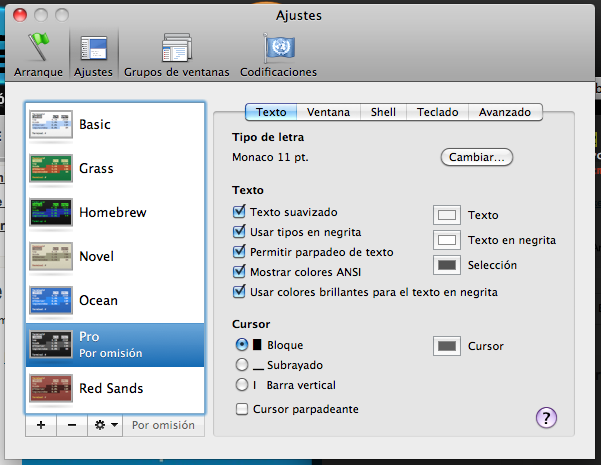 Ajustes
Arranque Ajustes Grupos de ventanas Codificaciones
Basic
Grass
Homebrew
Novel
Ocean
Pro
Por omisión
Red Sands
+ − Por omisión
Texto Ventana Shell Teclado Avanzado
Tipo de letra
Monaco 11 pt. Cambiar...
Texto
Texto suavizado
Usar tipos en negrita
Permitir parpadeo de texto
Mostrar colores ANSI
Usar colores brillantes para el texto en negrita
Texto
Texto en negrita
Selección
Cursor
Bloque
Subrayado
Barra vertical
Cursor parpadeante
Cursor
?